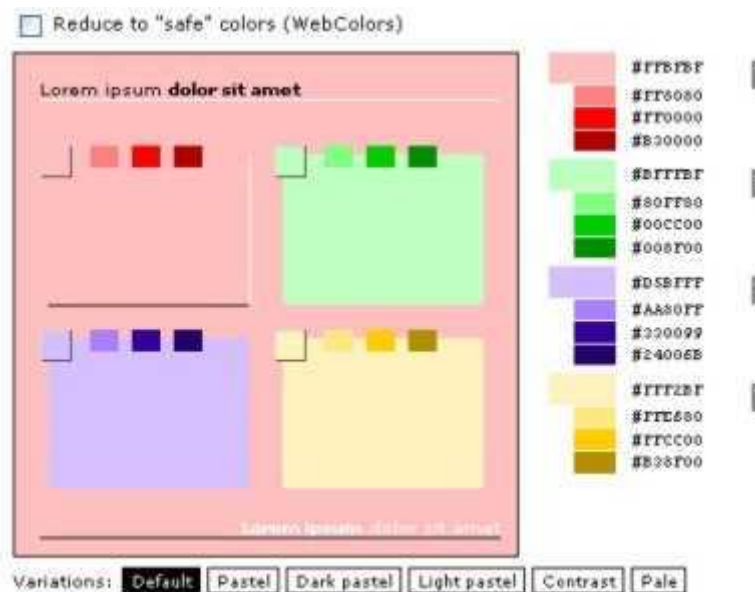 Reduce to "safe" colors (WebColors)
Lorem ipsum dolor sit amet
#FFBFBF
#FF8080
#FF0000
#B30000
#BFFFBF
#80FF80
#00CC00
#008F00
#D5BFFF
#AA80FF
#330099
#24006B
#FFF2BF
#FFE680
#FFCC00
#B38F00
Lorem ipsum dolor sit amet
Variations: Default Pastel Dark pastel Light pastel Contrast Pale